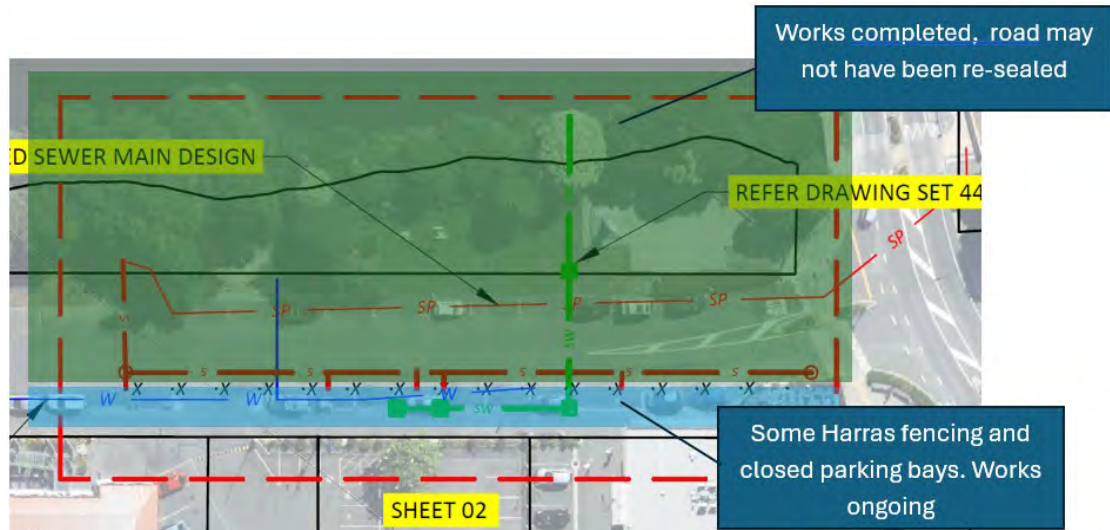 Works completed, road may
not have been re-sealed
ED SEWER MAIN DESIGN
REFER DRAWING SET 44
SP
SP SP SP SP
SW
S
S S S S S S
X X X X X X X X X X X
W W W W
SW
Some Harras fencing and
closed parking bays. Works
ongoing
SHEET 02